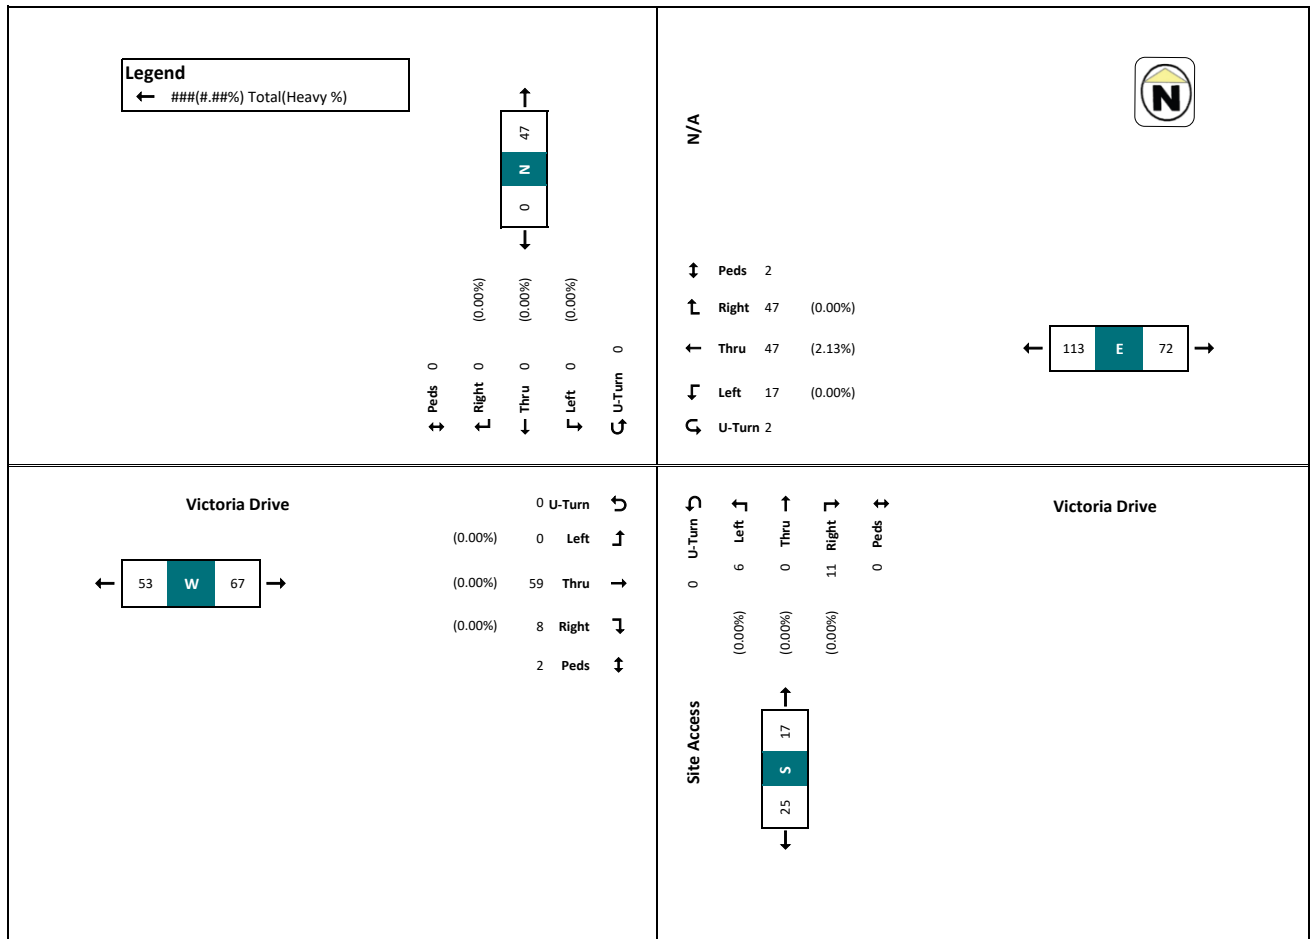 Legend
###(#.##%) Total(Heavy %)
47
N
0
(0.00%) (0.00%) (0.00%)
Peds 0
Right 0
Thru 0
Left 0
U-Turn 0
N/A
N
Peds 2
Right 47 (0.00%)
Thru 47 (2.13%)
Left 17 (0.00%)
U-Turn 2
113 E 72
Victoria Drive
0 U-Turn
(0.00%) 0 Left
(0.00%) 59 Thru
(0.00%) 8 Right
2 Peds
53 W 67
0 U-Turn
6 Left
0 Thru
11 Right
0 Peds
(0.00%) (0.00%) (0.00%)
Victoria Drive
Site Access
17
S
25